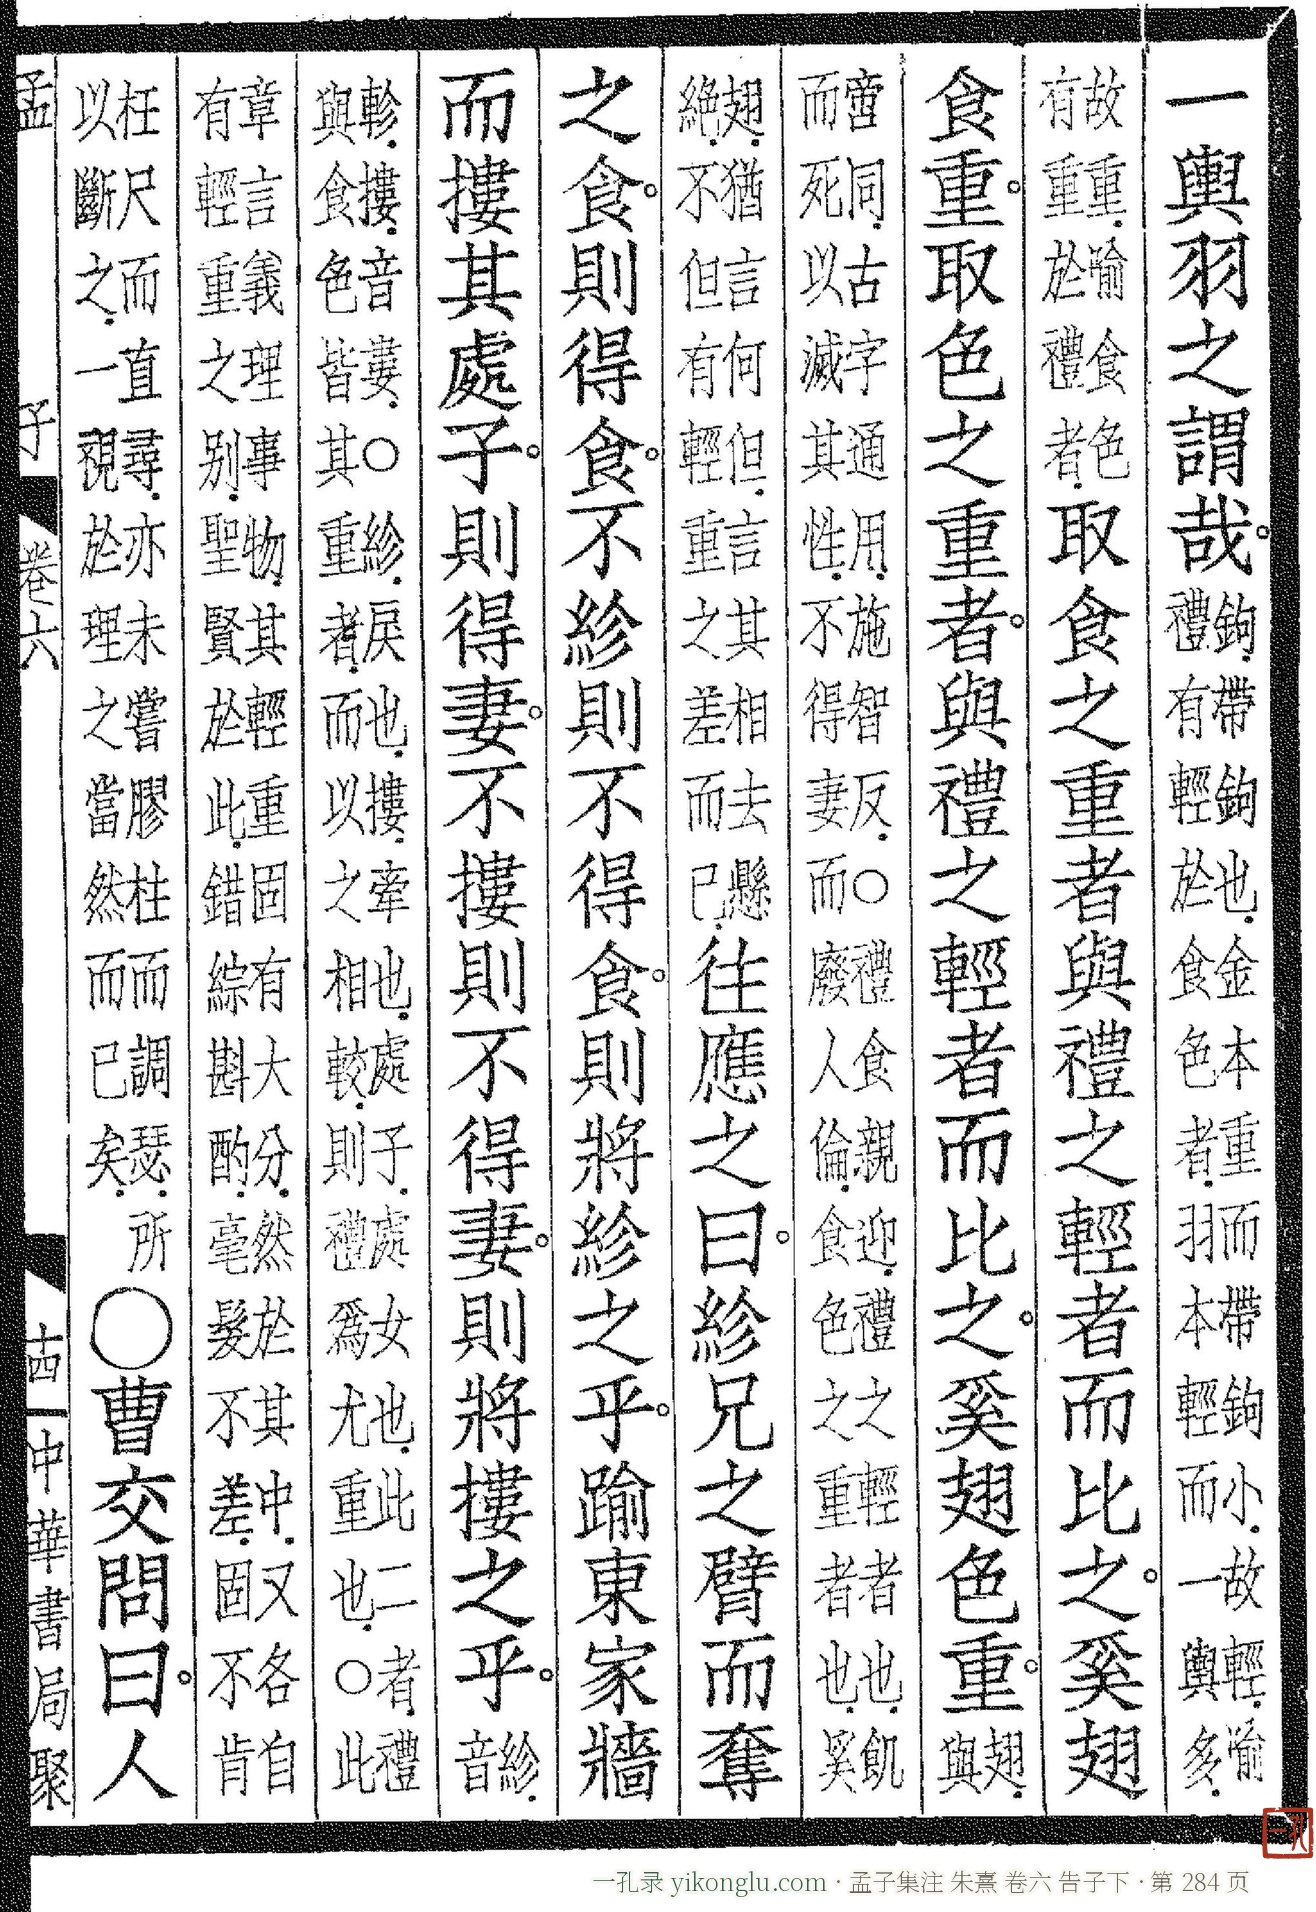 一輿羽之謂哉。鉤．帶鉤也．金本重而帶鉤小．故輕．喻
禮有輕於食色者．羽本輕而一輿多．
故重．喻食色
有重於禮者．取食之重者與禮之輕者而比之。奚翅
食重。取色之重者。與禮之輕者而比之。奚翅色重。翅．
與
啻同．古字通用．施智反．○禮食親迎．禮之輕者也．飢
而死以滅其性．不得妻而廢人倫．食色之重者也．奚
翅．猶言何但．言其相去懸
絕．不但有輕重之差而已．往應之曰。紾兄之臂而奪
之食。則得食。不紾則不得食。則將紾之乎。踰東家牆
而摟其處子。則得妻。不摟則不得妻。則將摟之乎。紾．
音
軫．摟．音婁．○紾．戾也．摟．牽也．處子．處女也．此二者．禮
與食色皆其重者．而以之相較．則禮爲尤重也．○此
章言義理事物．其輕重固有大分．然於其中．又各自
有輕重之別．聖賢於此．錯綜斟酌．毫髮不差．固不肯
枉尺而直尋．亦未嘗膠柱而調瑟．所
以斷之．一視於理之當然而已矣．○曹交問曰。人
孟子 卷六 十四 中華書局聚
一孔
一孔录 yikonglu.com · 孟子集注 朱熹 卷六 告子下 · 第 284 页